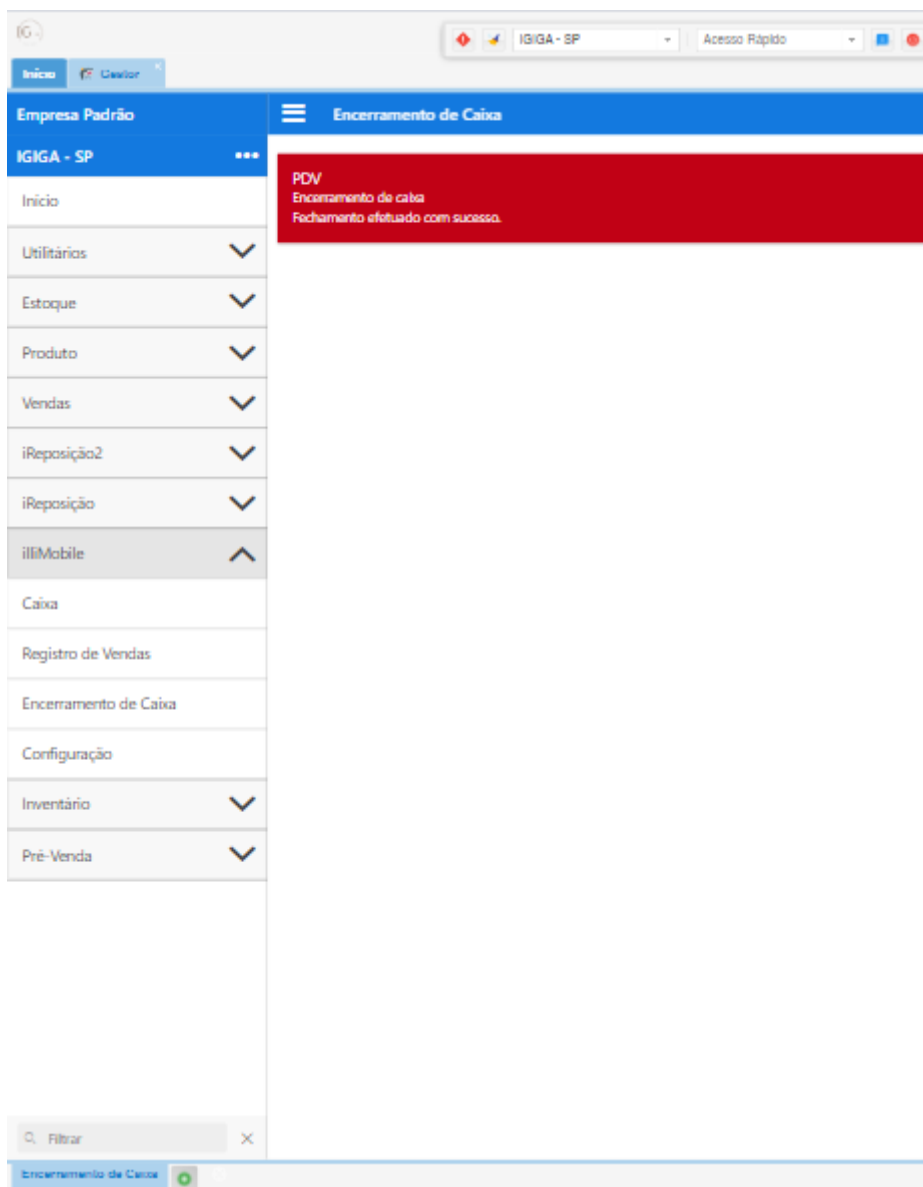 IGIGA - SP
Acesso Rápido
Início
Gestor
Empresa Padrão
Encerramento de Caixa
IGIGA - SP
PDV
Encerramento de caixa
Fechamento efetuado com sucesso.
Início
Utilitários
Estoque
Produto
Vendas
iReposição2
iReposição
illiMobile
Caixa
Registro de Vendas
Encerramento de Caixa
Configuração
Inventário
Pré-Venda
Filtrar
Encerramento de Caixa